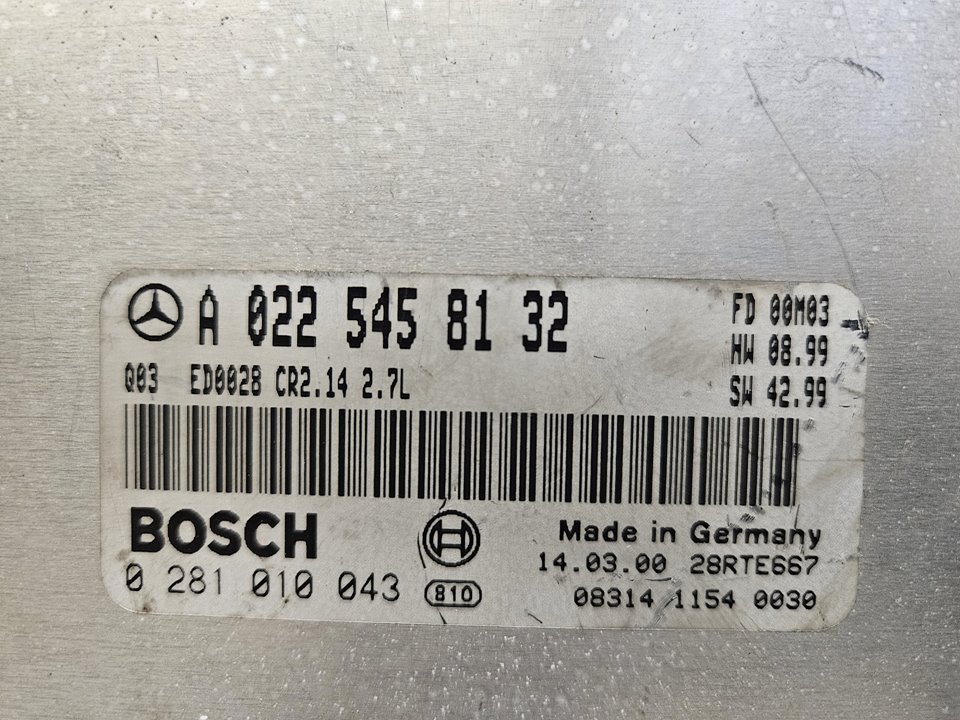 A 022 545 81 32
FD 00M03
HW 08.99
Q03 ED0028 CR2.14 2.7L
SW 42.99
BOSCH
Made in Germany
14.03.00 28RTE667
0 281 010 043
810
08314 1154 0030